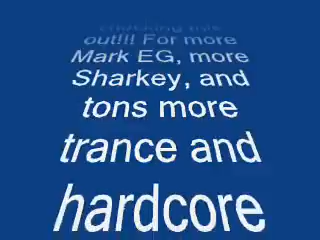 out!!! For more
Mark EG, more
Sharkey, and
tons more
trance and
hardcore